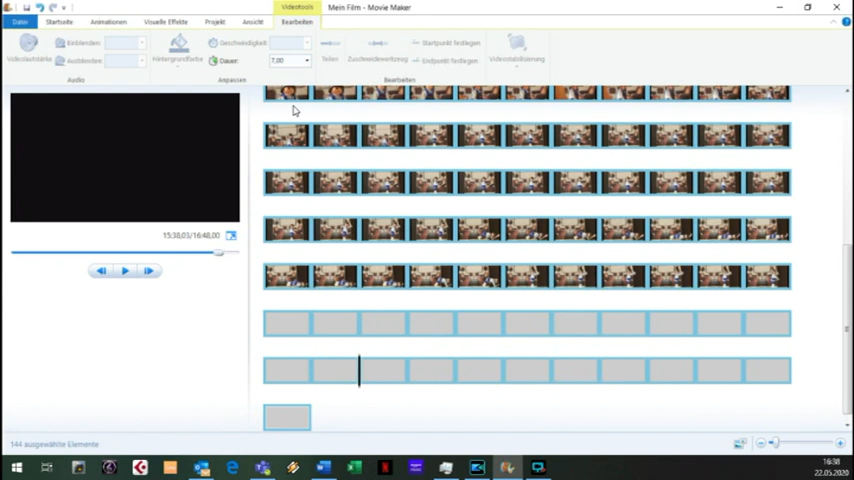 Videotools
Mein Film - Movie Maker
Datei Startseite Animationen Visuelle Effekte Projekt Ansicht Bearbeiten
Videolautstärke
Einblenden:
Ausblenden:
Audio
Hintergrundfarbe
Geschwindigkeit:
Dauer: 7,00
Anpassen
Teilen
Zuschneidewerkzeug
Startpunkt festlegen
Endpunkt festlegen
Bearbeiten
Videostabilisierung
15:38,03/16:48,00
144 ausgewählte Elemente
16:38
22.05.2020